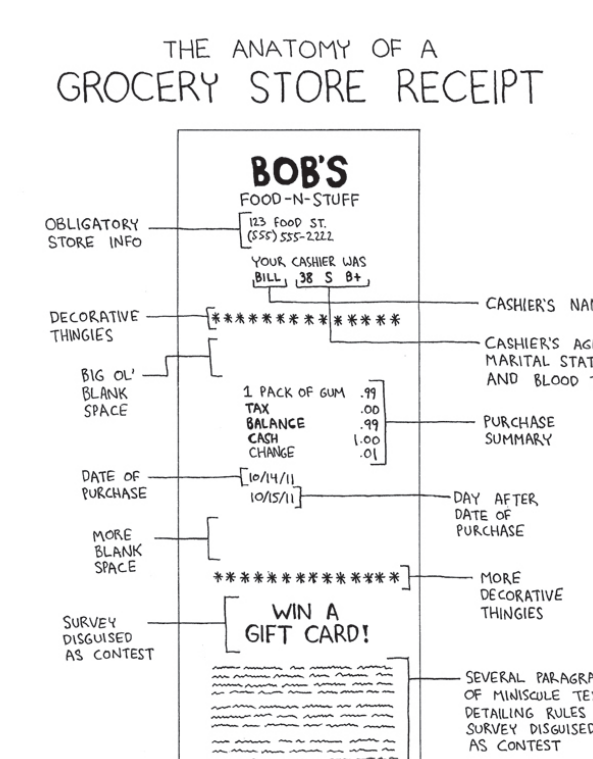 THE ANATOMY OF A
GROCERY STORE RECEIPT
BOB'S
FOOD-N-STUFF
OBLIGATORY
STORE INFO
123 FOOD ST.
(555) 555-2222
YOUR CASHIER WAS
BILL 38 S B+
CASHIER'S
DECORATIVE
THINGIES
**************
CASHIER'S
MARITAL
AND BLOOD
BIG OL'
BLANK
SPACE
1 PACK OF GUM .99
TAX .00
BALANCE .99
CASH 1.00
CHANGE .01
PURCHASE
SUMMARY
DATE OF
PURCHASE
10/14/11
10/15/11
DAY AFTER
DATE OF
PURCHASE
MORE
BLANK
SPACE
**************
MORE
DECORATIVE
THINGIES
SURVEY
DISGUISED
AS CONTEST
WIN A
GIFT CARD!
SEVERAL
OF MINISCULE
DETAILING RULES
SURVEY DISGUISED
AS CONTEST